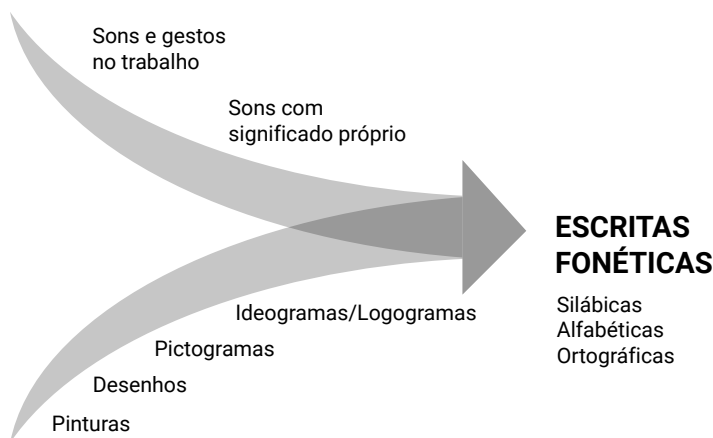 Sons e gestos
no trabalho
Sons com
significado próprio
ESCRITAS
FONÉTICAS
Silábicas
Alfabéticas
Ortográficas
Ideogramas/Logogramas
Pictogramas
Desenhos
Pinturas